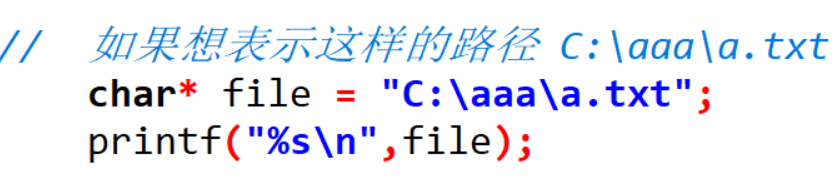 // 如果想表示这样的路径 C:\aaa\a.txt
char* file = "C:\aaa\a.txt";
printf("%s\n",file);